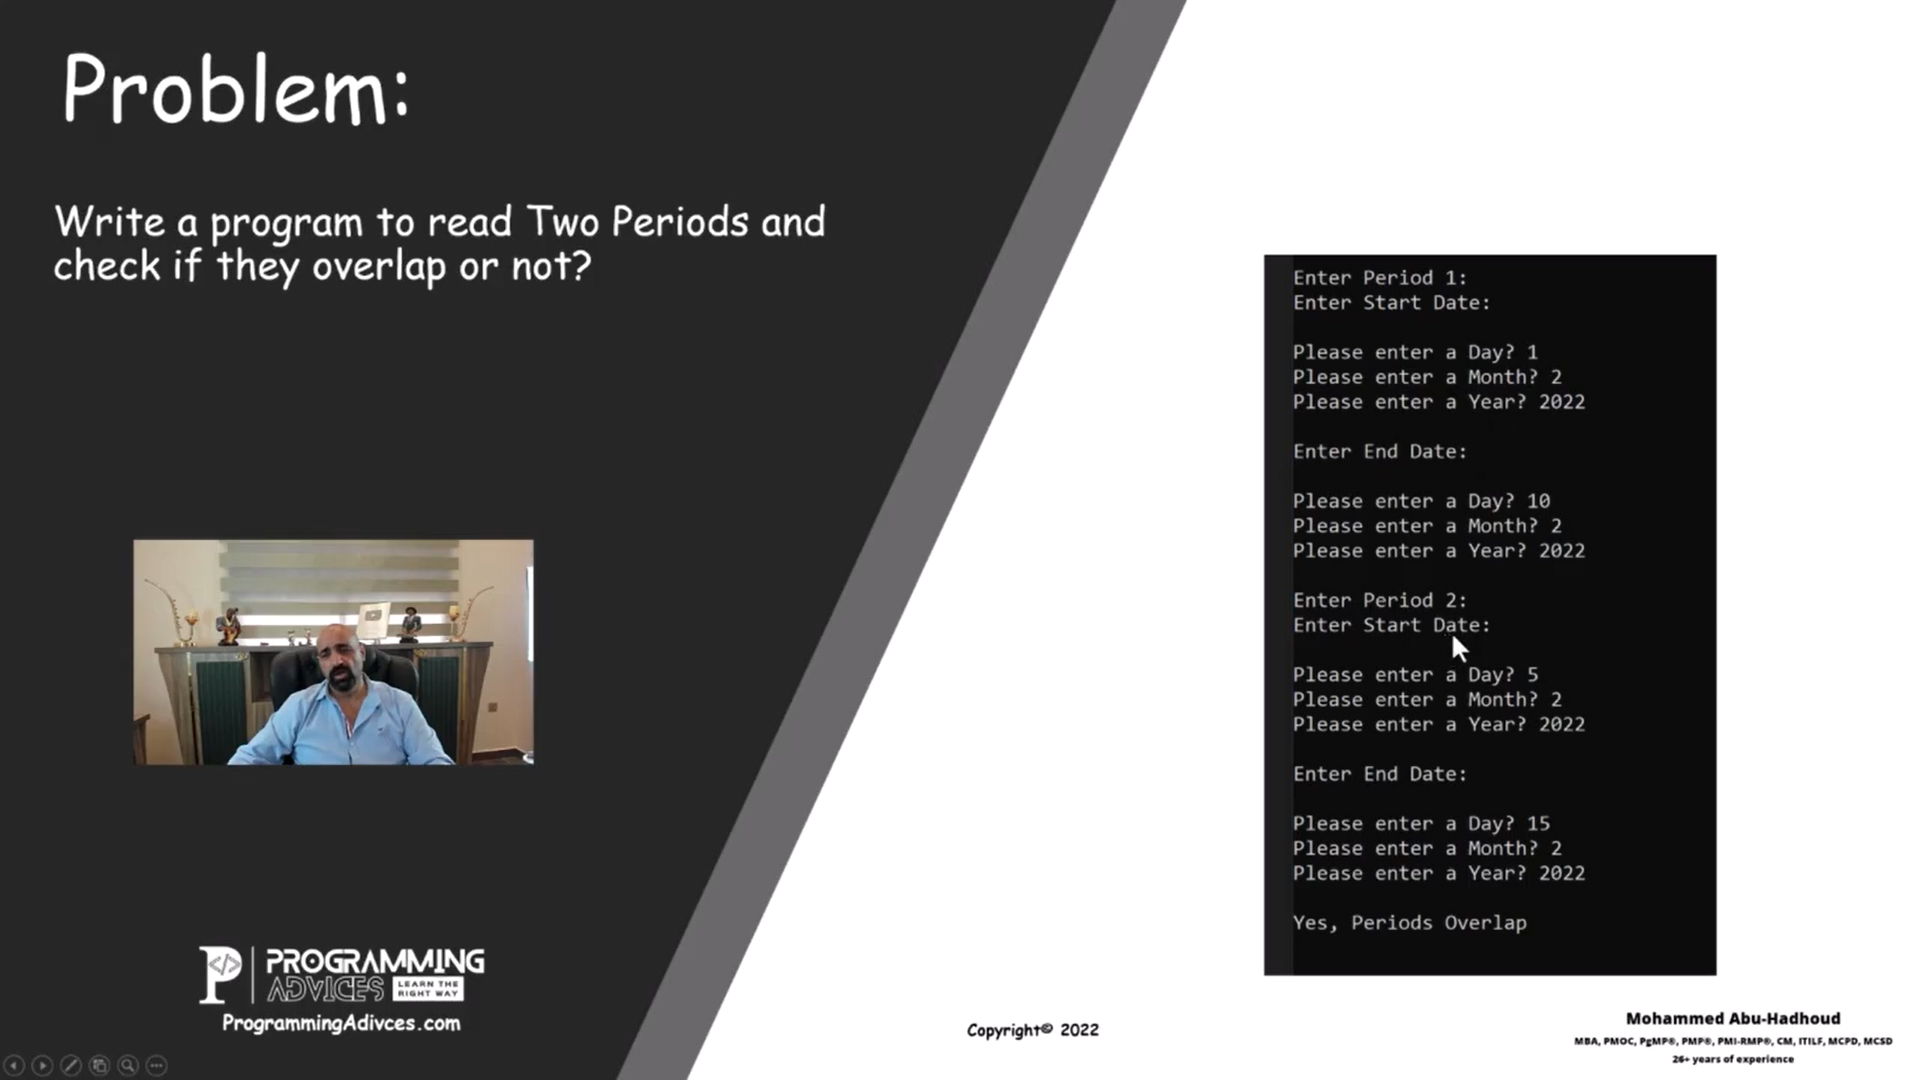 Problem:
Write a program to read Two Periods and
check if they overlap or not?
Enter Period 1:
Enter Start Date:
Please enter a Day? 1
Please enter a Month? 2
Please enter a Year? 2022
Enter End Date:
Please enter a Day? 10
Please enter a Month? 2
Please enter a Year? 2022
Enter Period 2:
Enter Start Date:
Please enter a Day? 5
Please enter a Month? 2
Please enter a Year? 2022
Enter End Date:
Please enter a Day? 15
Please enter a Month? 2
Please enter a Year? 2022
Yes, Periods Overlap
PROGRAMMING
ADVICES LEARN THE
RIGHT WAY
ProgrammingAdivces.com
Copyright© 2022
Mohammed Abu-Hadhoud
MBA, PMOC, PgMP®, PMP®, PMI-RMP®, CM, ITILF, MCPD, MCSD
26+ years of experience